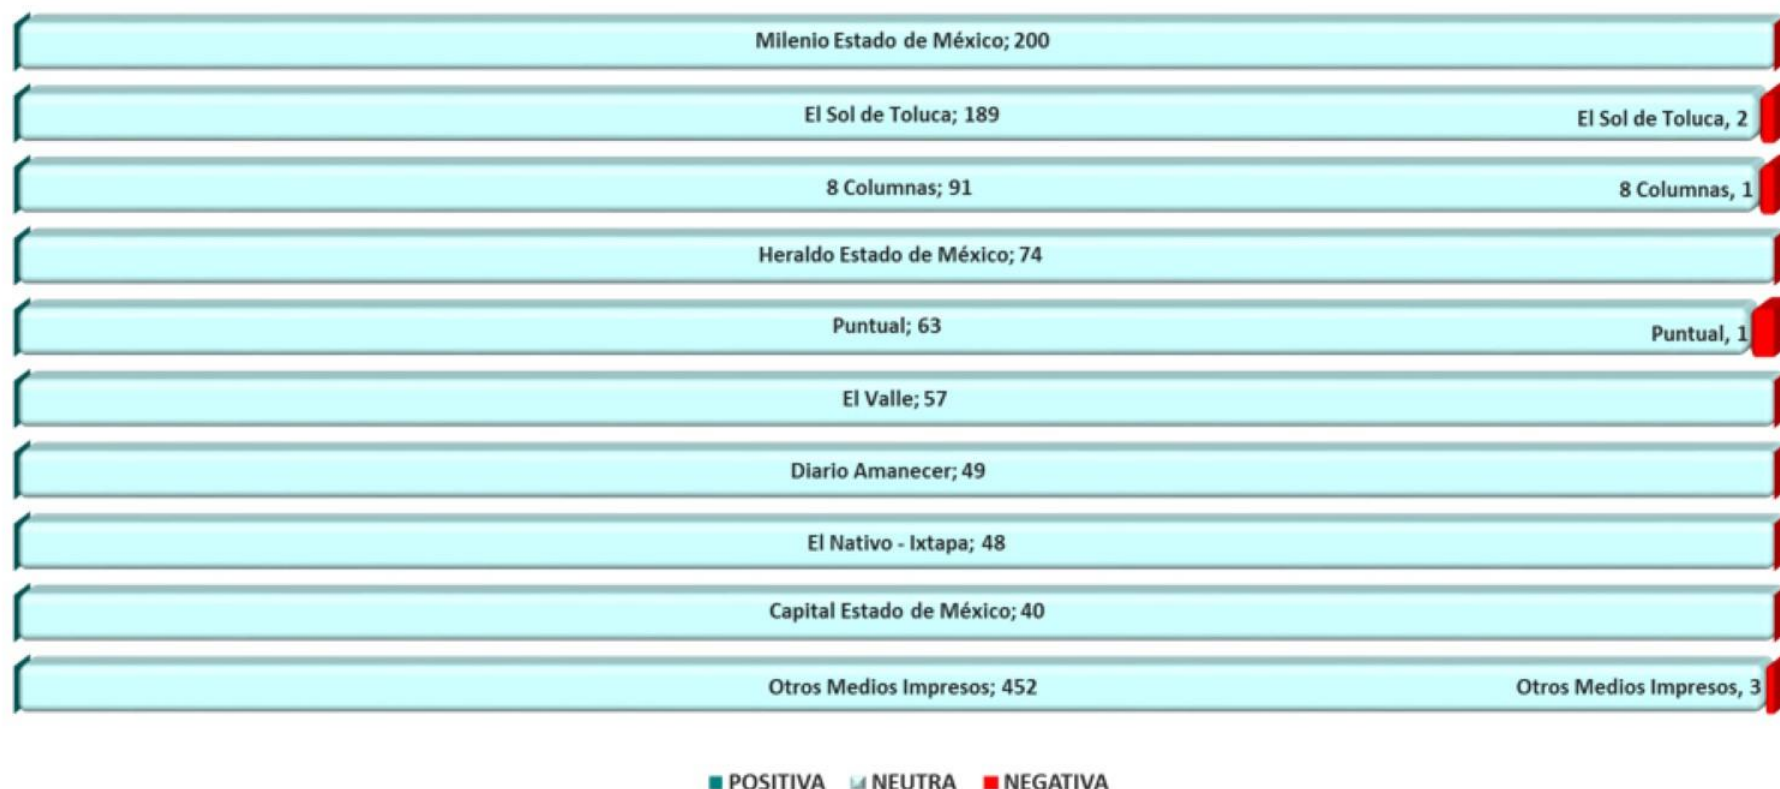 Milenio Estado de México; 200
El Sol de Toluca; 189
El Sol de Toluca, 2
8 Columnas; 91
8 Columnas, 1
Heraldo Estado de México; 74
Puntual; 63
Puntual, 1
El Valle; 57
Diario Amanecer; 49
El Nativo - Ixtapa; 48
Capital Estado de México; 40
Otros Medios Impresos; 452
Otros Medios Impresos, 3
POSITIVA NEUTRA NEGATIVA